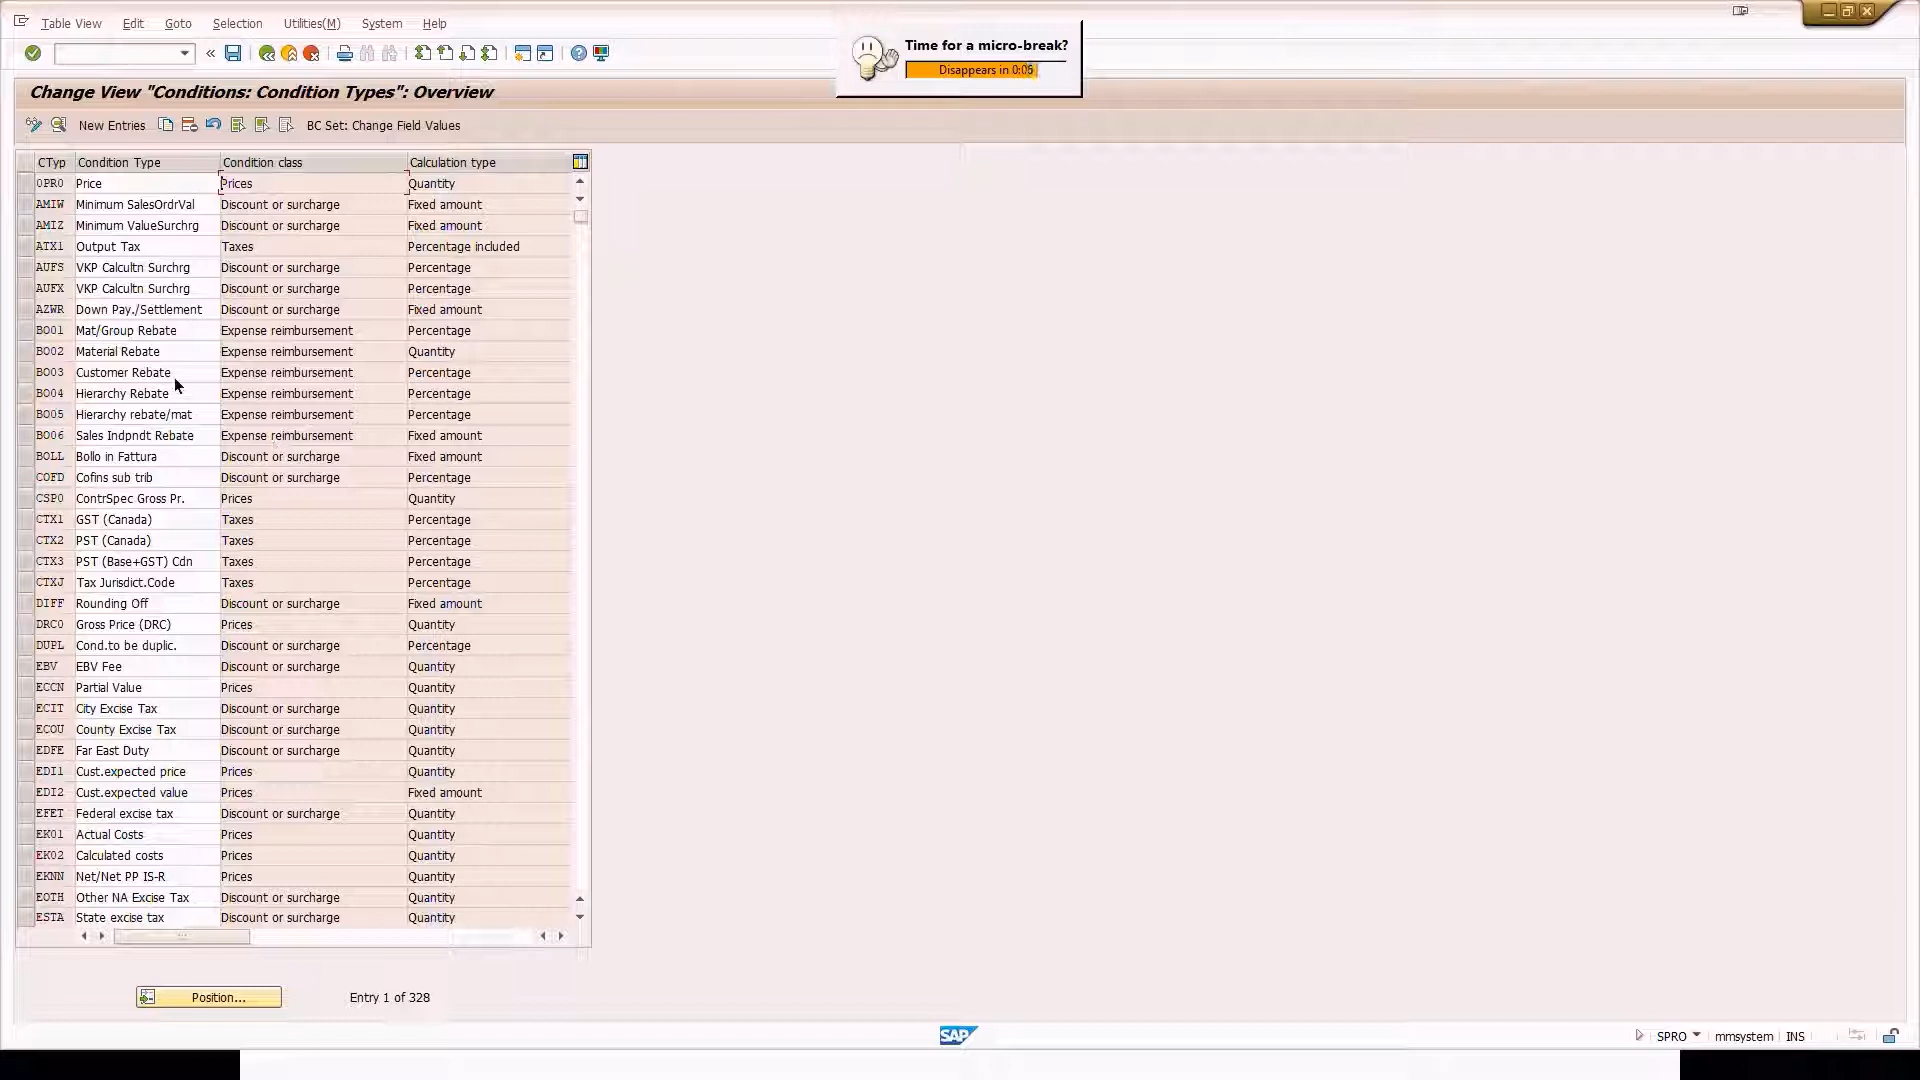 Table View Edit Goto Selection Utilities(M) System Help
Time for a micro-break?
Disappears in 0:06
Change View "Conditions: Condition Types": Overview
New Entries BC Set: Change Field Values
CTyp Condition Type Condition class Calculation type
0PR0 Price Prices Quantity
AMIW Minimum SalesOrdrVal Discount or surcharge Fixed amount
AMIZ Minimum ValueSurchrg Discount or surcharge Fixed amount
ATX1 Output Tax Taxes Percentage included
AUFS VKP Calcultn Surchrg Discount or surcharge Percentage
AUFX VKP Calcultn Surchrg Discount or surcharge Percentage
AZWR Down Pay./Settlement Discount or surcharge Fixed amount
BO01 Mat/Group Rebate Expense reimbursement Percentage
BO02 Material Rebate Expense reimbursement Quantity
BO03 Customer Rebate Expense reimbursement Percentage
BO04 Hierarchy Rebate Expense reimbursement Percentage
BO05 Hierarchy rebate/mat Expense reimbursement Percentage
BO06 Sales Indpndt Rebate Expense reimbursement Fixed amount
BOLL Bollo in Fattura Discount or surcharge Fixed amount
COFD Cofins sub trib Discount or surcharge Percentage
CSP0 ContrSpec Gross Pr. Prices Quantity
CTX1 GST (Canada) Taxes Percentage
CTX2 PST (Canada) Taxes Percentage
CTX3 PST (Base+GST) Cdn Taxes Percentage
CTXJ Tax Jurisdict.Code Taxes Percentage
DIFF Rounding Off Discount or surcharge Fixed amount
DRC0 Gross Price (DRC) Prices Quantity
DUPL Cond.to be duplic. Discount or surcharge Percentage
EBV EBV Fee Discount or surcharge Quantity
ECCN Partial Value Prices Quantity
ECIT City Excise Tax Discount or surcharge Quantity
ECOU County Excise Tax Discount or surcharge Quantity
EDFE Far East Duty Discount or surcharge Quantity
EDI1 Cust.expected price Prices Quantity
EDI2 Cust.expected value Prices Fixed amount
EFET Federal excise tax Discount or surcharge Quantity
EK01 Actual Costs Prices Quantity
EK02 Calculated costs Prices Quantity
EKNN Net/Net PP IS-R Prices Quantity
EOTH Other NA Excise Tax Discount or surcharge Quantity
ESTA State excise tax Discount or surcharge Quantity
Position... Entry 1 of 328
SAP SPRO mmsystem INS